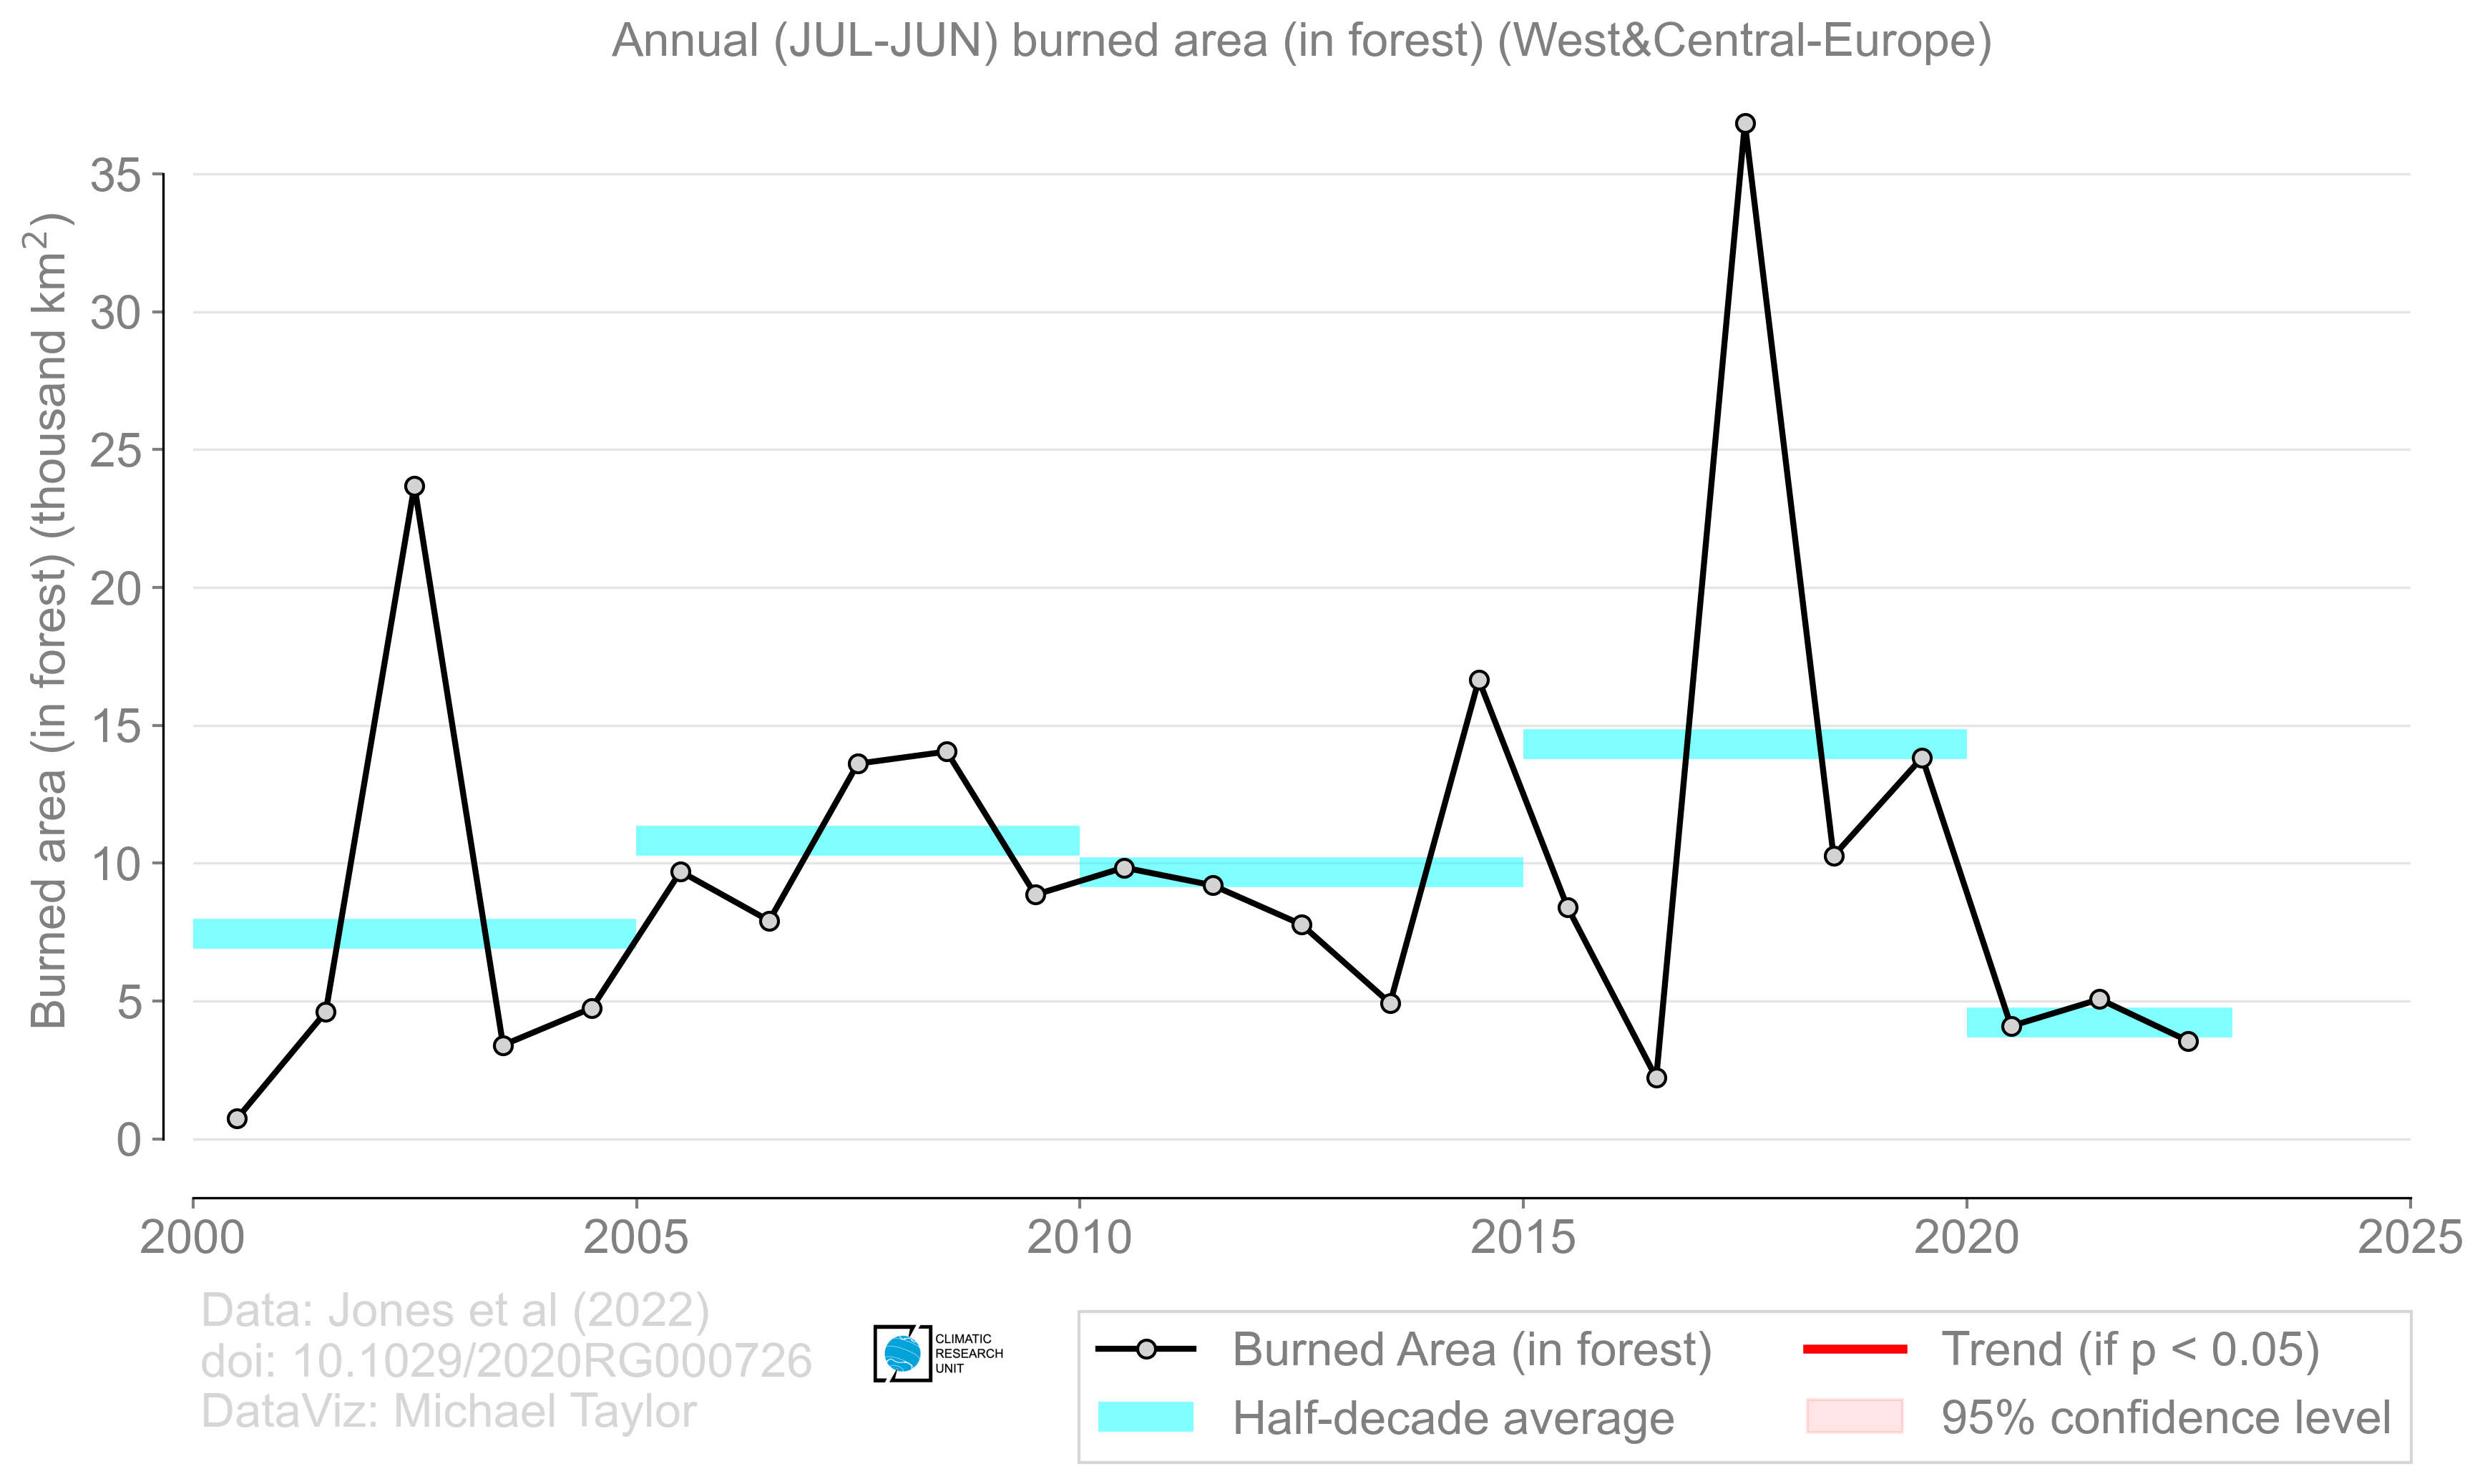 Annual (JUL-JUN) burned area (in forest) (West&Central-Europe)
Burned area (in forest) (thousand km²)
35
30
25
20
15
10
5
0
2000 2005 2010 2015 2020 2025
Data: Jones et al (2022)
doi: 10.1029/2020RG000726
DataViz: Michael Taylor
CLIMATIC
RESEARCH
UNIT
Burned Area (in forest)
Half-decade average
Trend (if p < 0.05)
95% confidence level